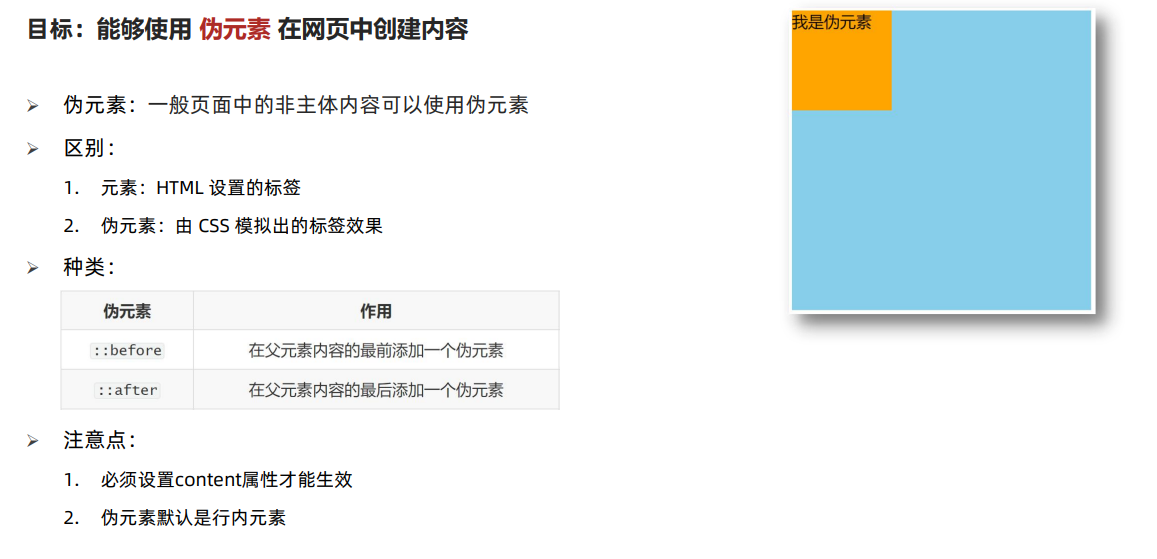 目标：能够使用 伪元素 在网页中创建内容
我是伪元素
伪元素：一般页面中的非主体内容可以使用伪元素
区别：
1. 元素：HTML 设置的标签
2. 伪元素：由 CSS 模拟出的标签效果
种类：
伪元素 作用
::before 在父元素内容的最前添加一个伪元素
::after 在父元素内容的最后添加一个伪元素
注意点：
1. 必须设置content属性才能生效
2. 伪元素默认是行内元素